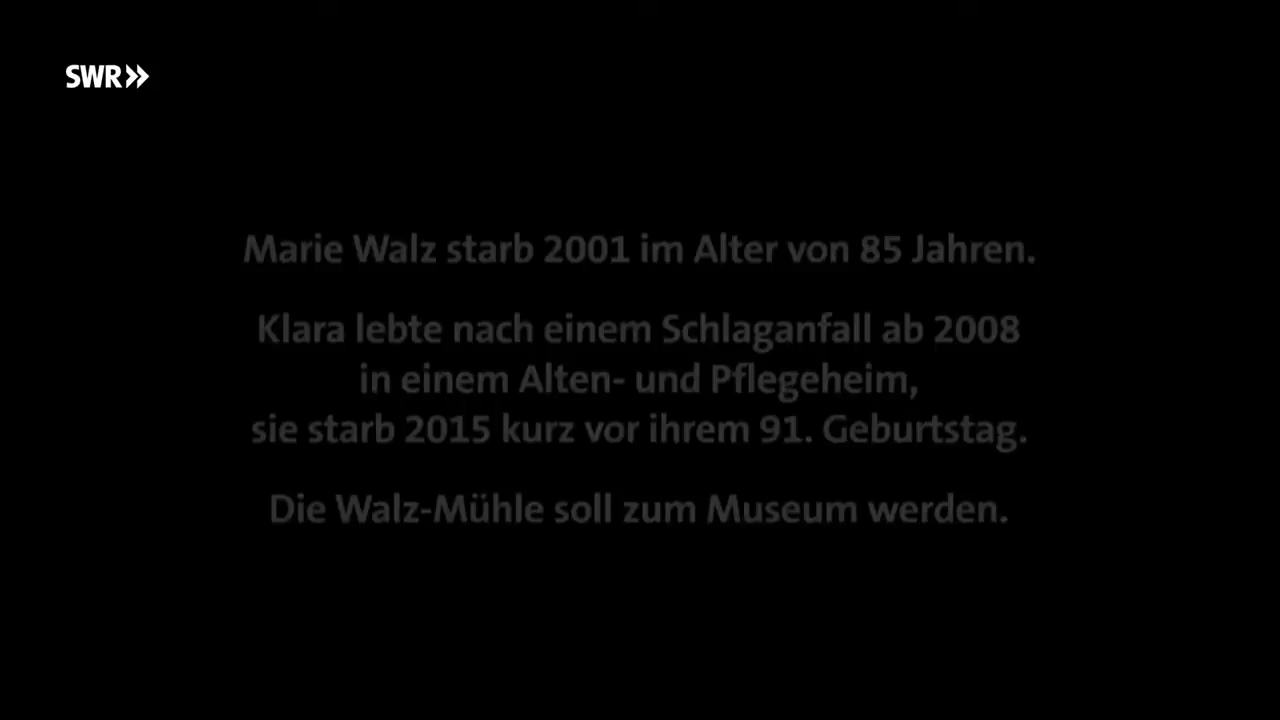 SWR»
Marie Walz starb 2001 im Alter von 85 Jahren.
Klara lebte nach einem Schlaganfall ab 2008
in einem Alten- und Pflegeheim,
sie starb 2015 kurz vor ihrem 91. Geburtstag.
Die Walz-Mühle soll zum Museum werden.